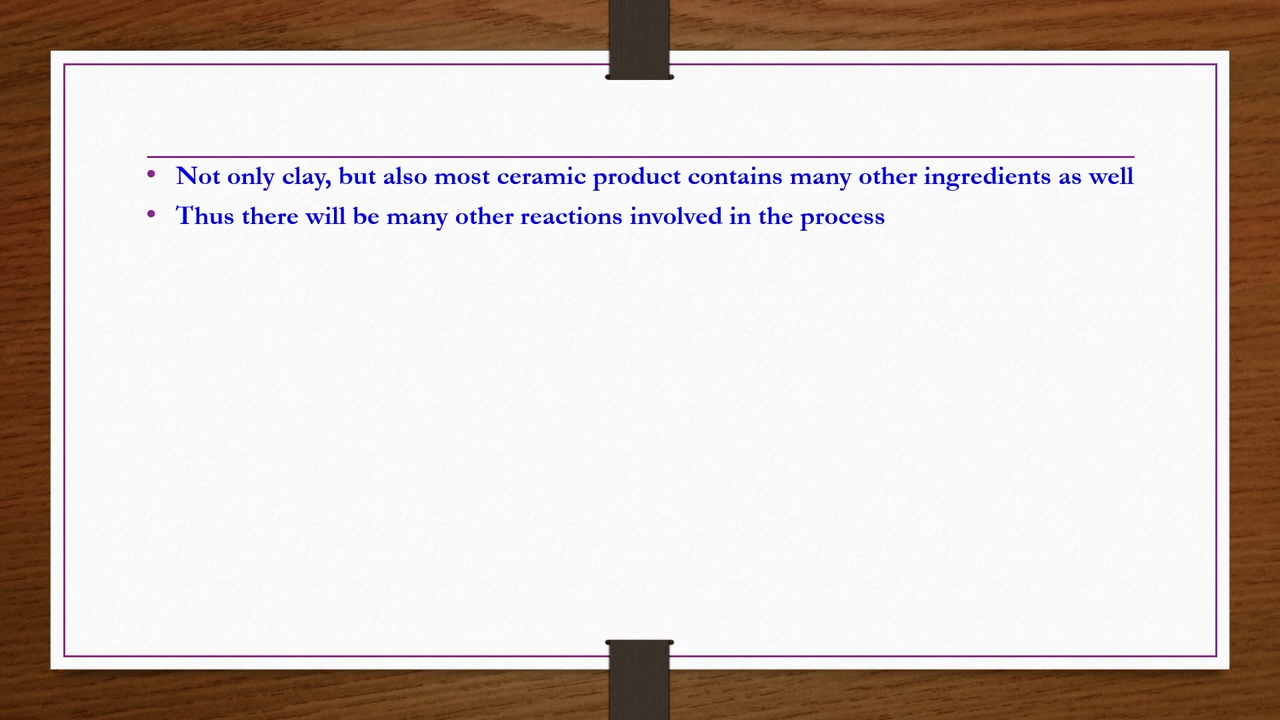 • Not only clay, but also most ceramic product contains many other ingredients as well
• Thus there will be many other reactions involved in the process